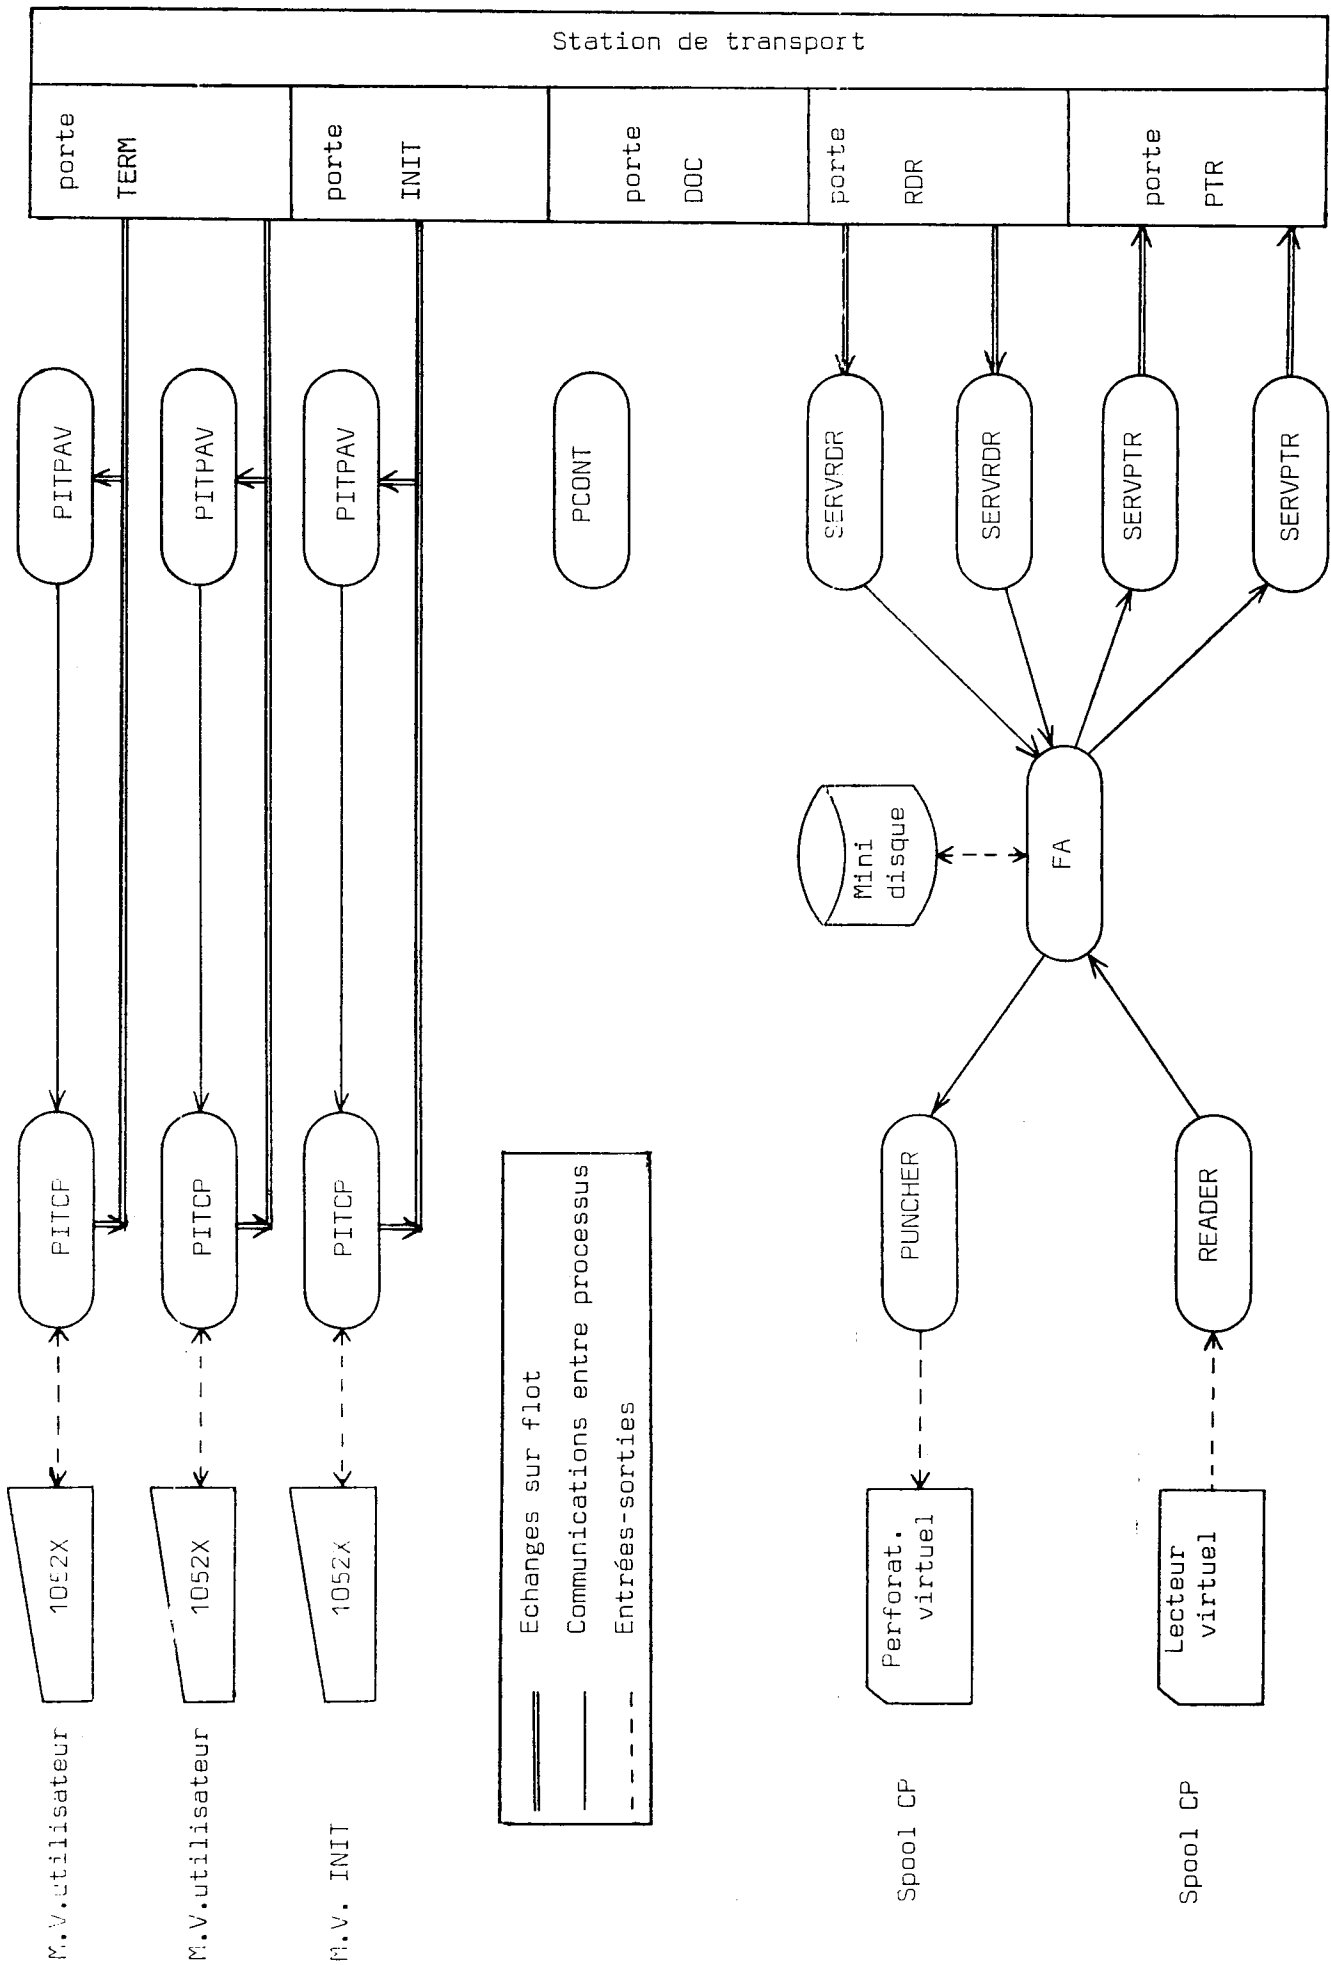 Station de transport
porte
TERM
porte
INIT
porte
DOC
porte
RDR
porte
PTR
PITPAV
PITPAV
PITPAV
PCONT
SERVRDR
SERVRDR
SERVPTR
SERVPTR
Mini
disque
FA
PITCP
PITCP
PITCP
PUNCHER
READER
Echanges sur flot
Communications entre processus
Entrées-sorties
1052X
1052X
1052X
Perforat.
virtuel
Lecteur
virtuel
M.V.utilisateur
M.V.utilisateur
M.V. INIT
Spool CP
Spool CP